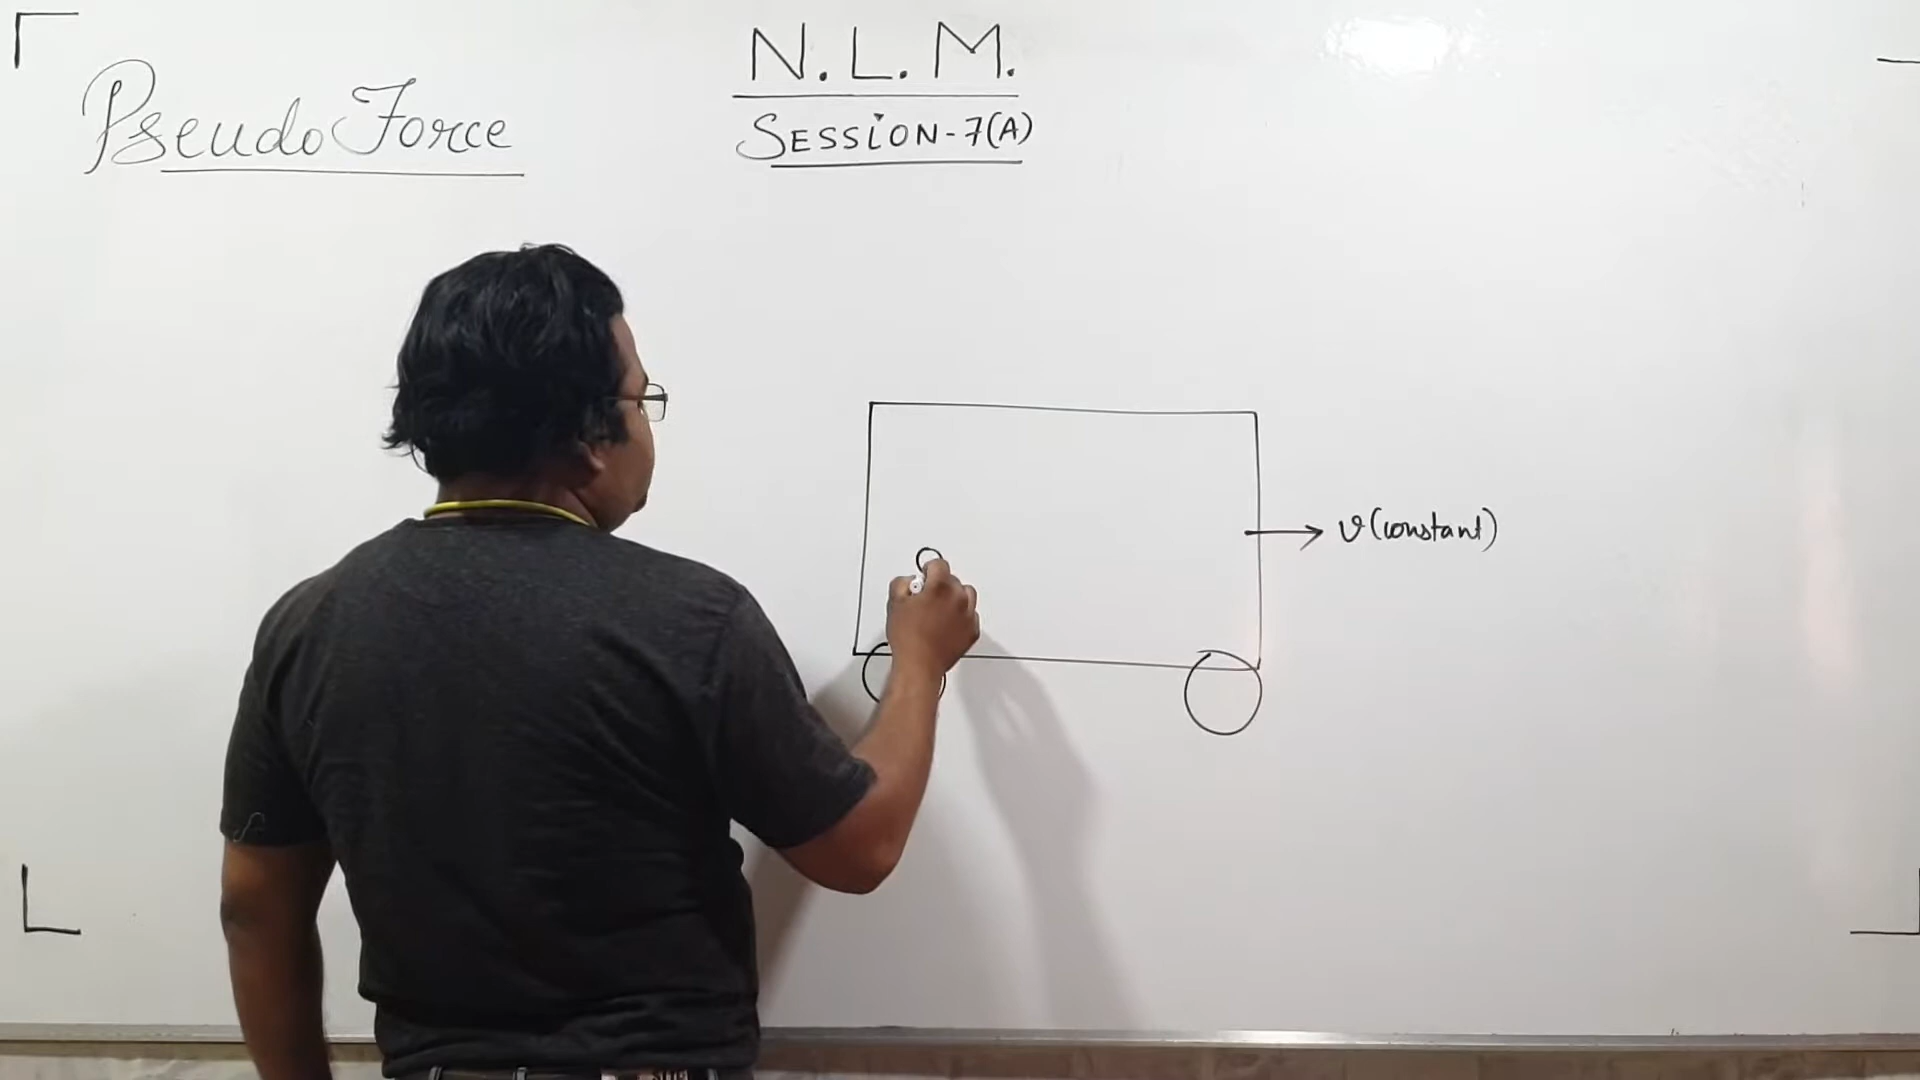 N.L.M.
SESSION-7(A)
Pseudo Force
v (constant)